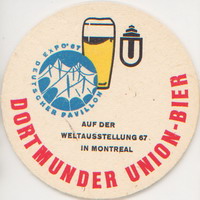 EXPO'67
DEUTSCHER PAVILLON
U
AUF DER
WELTAUSSTELLUNG 67
IN MONTREAL
DORTMUNDER UNION-BIER